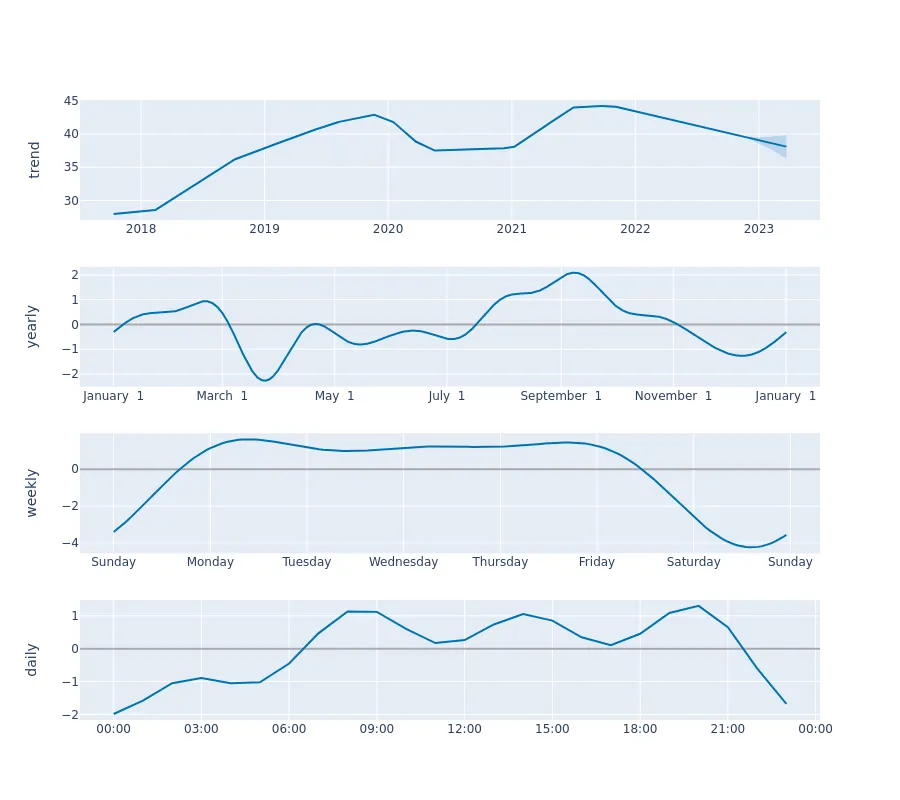 45
40
35
30
trend
2018 2019 2020 2021 2022 2023
2
1
0
−1
−2
yearly
January 1 March 1 May 1 July 1 September 1 November 1 January 1
0
−2
−4
weekly
Sunday Monday Tuesday Wednesday Thursday Friday Saturday Sunday
1
0
−1
−2
daily
00:00 03:00 06:00 09:00 12:00 15:00 18:00 21:00 00:00